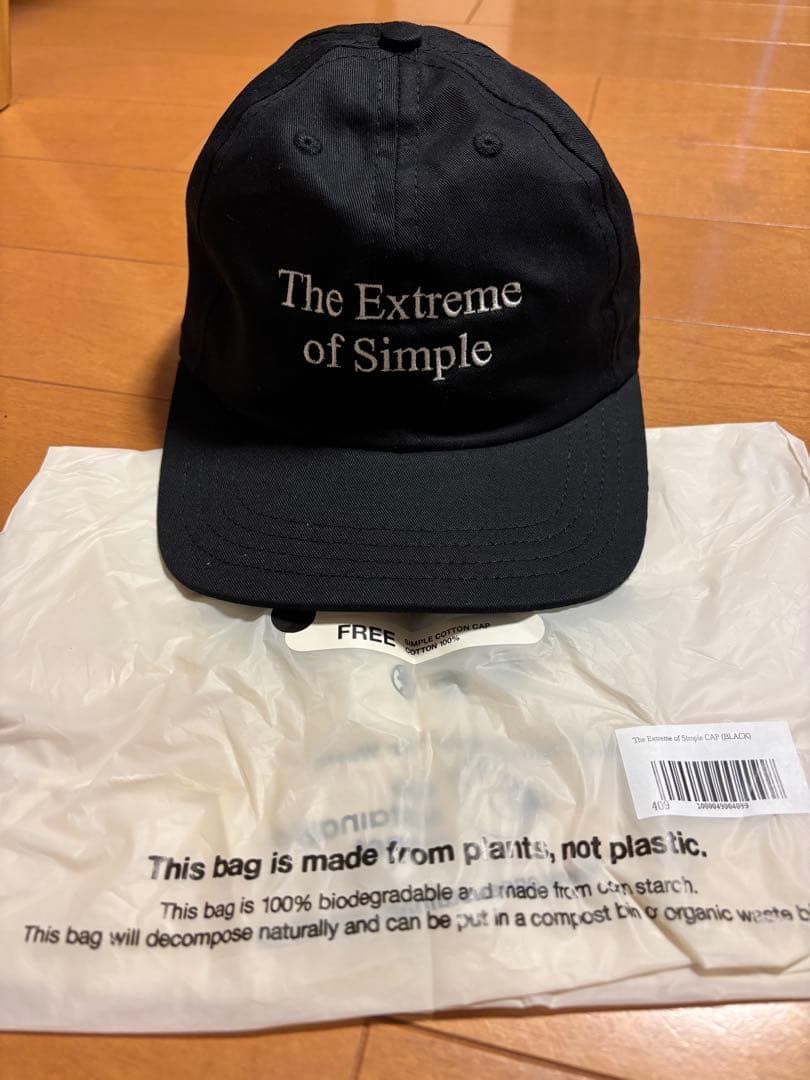 The Extreme
of Simple
FREE SIMPLE COTTON CAP
COTTON 100%
The Extreme of Simple CAP (BLACK)
409 1000049004099
This bag is made from plants, not plastic.
This bag is 100% biodegradable and made from corn starch.
This bag will decompose naturally and can be put in a compost bin or organic waste bi